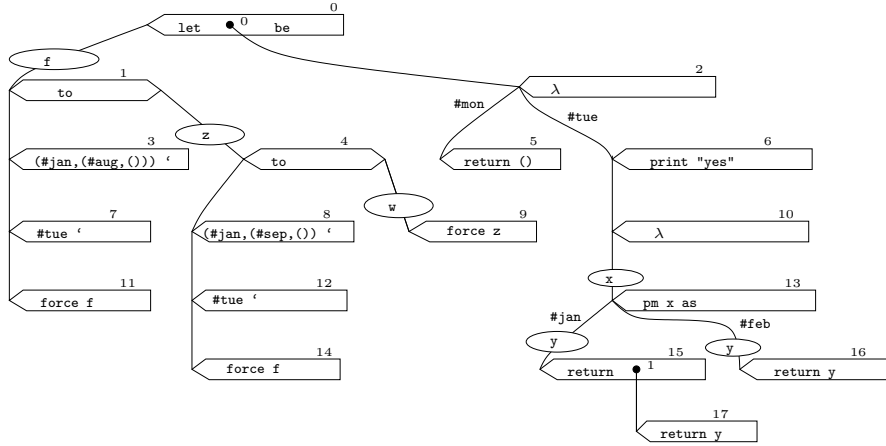 0
let 0 be
f
1
to
2
λ
#mon
#tue
z
3
(#jan,(#aug,())) ‘
4
to
5
return ()
6
print "yes"
w
7
#tue ‘
8
(#jan,(#sep,()) ‘
9
force z
10
λ
11
force f
12
#tue ‘
x
13
pm x as
#jan
#feb
y
y
14
force f
15
return 1
16
return y
17
return y